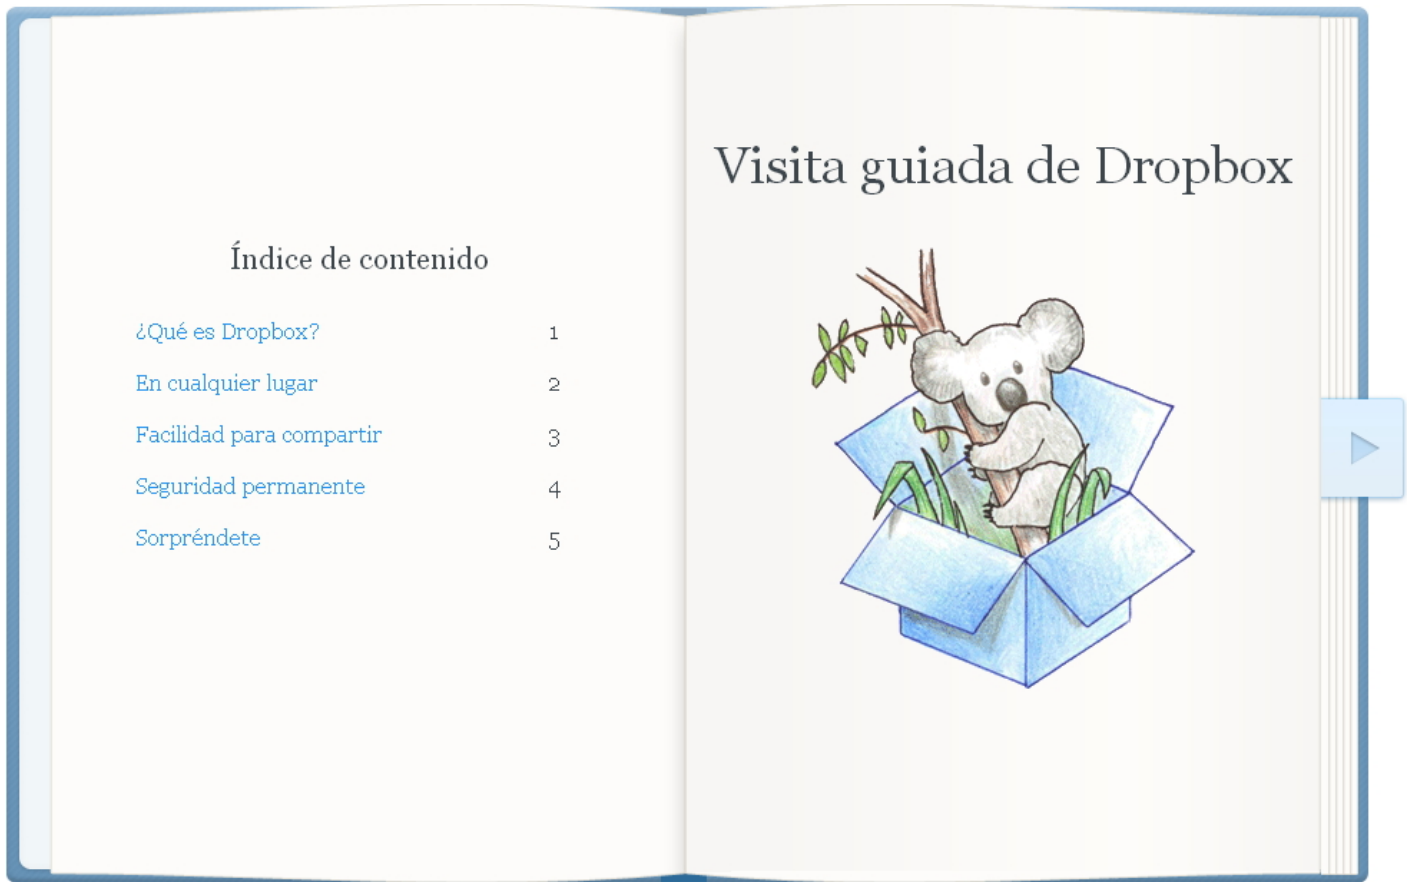 Índice de contenido
¿Qué es Dropbox? 1
En cualquier lugar 2
Facilidad para compartir 3
Seguridad permanente 4
Sorpréndete 5
Visita guiada de Dropbox